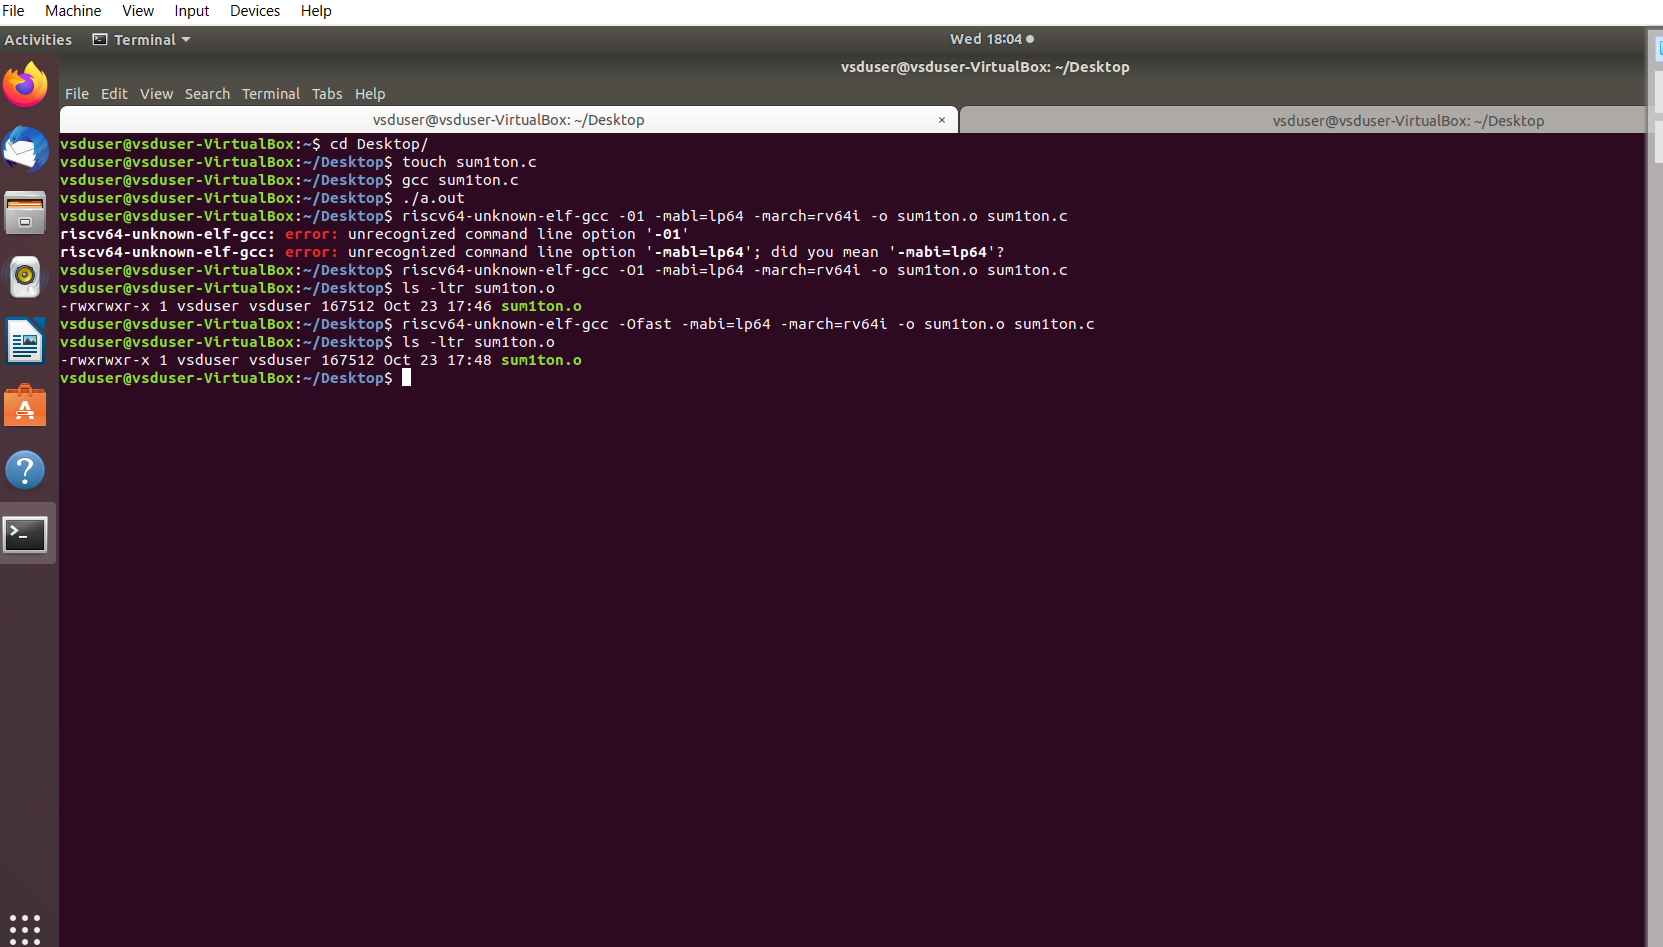 File Machine View Input Devices Help
Activities Terminal Wed 18:04
vsduser@vsduser-VirtualBox: ~/Desktop
File Edit View Search Terminal Tabs Help
vsduser@vsduser-VirtualBox: ~/Desktop × vsduser@vsduser-VirtualBox: ~/Desktop
vsduser@vsduser-VirtualBox:~$ cd Desktop/
vsduser@vsduser-VirtualBox:~/Desktop$ touch sum1ton.c
vsduser@vsduser-VirtualBox:~/Desktop$ gcc sum1ton.c
vsduser@vsduser-VirtualBox:~/Desktop$ ./a.out
vsduser@vsduser-VirtualBox:~/Desktop$ riscv64-unknown-elf-gcc -01 -mabl=lp64 -march=rv64i -o sum1ton.o sum1ton.c
riscv64-unknown-elf-gcc: error: unrecognized command line option '-01'
riscv64-unknown-elf-gcc: error: unrecognized command line option '-mabl=lp64'; did you mean '-mabi=lp64'?
vsduser@vsduser-VirtualBox:~/Desktop$ riscv64-unknown-elf-gcc -O1 -mabi=lp64 -march=rv64i -o sum1ton.o sum1ton.c
vsduser@vsduser-VirtualBox:~/Desktop$ ls -ltr sum1ton.o
-rwxrwxr-x 1 vsduser vsduser 167512 Oct 23 17:46 sum1ton.o
vsduser@vsduser-VirtualBox:~/Desktop$ riscv64-unknown-elf-gcc -Ofast -mabi=lp64 -march=rv64i -o sum1ton.o sum1ton.c
vsduser@vsduser-VirtualBox:~/Desktop$ ls -ltr sum1ton.o
-rwxrwxr-x 1 vsduser vsduser 167512 Oct 23 17:48 sum1ton.o
vsduser@vsduser-VirtualBox:~/Desktop$